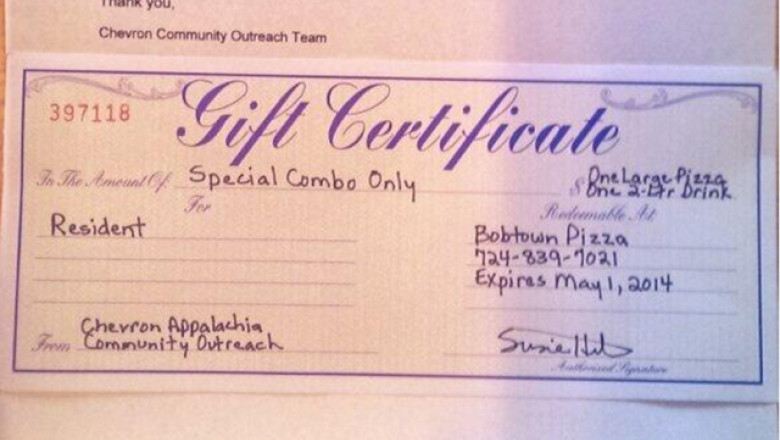 Thank you,
Chevron Community Outreach Team
397118
Gift Certificate
In The Amount Of: Special Combo Only $ One Large Pizza
One 2-Ltr Drink
For
Redeemable At:
Resident
Bobtown Pizza
724-839-7021
Expires May 1, 2014
Chevron Appalachia
From Community Outreach
Susie
Authorized Signature